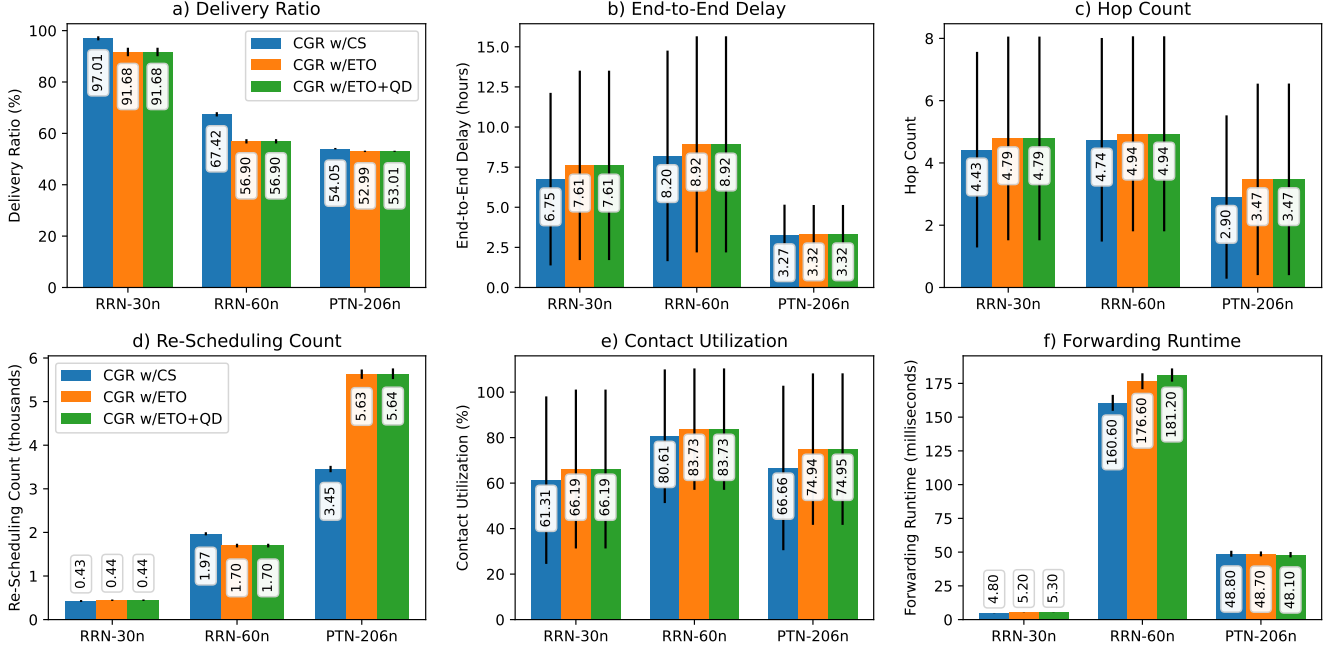 a) Delivery Ratio
Delivery Ratio (%)
100
80
60
40
20
0
CGR w/CS
CGR w/ETO
CGR w/ETO+QD
97.01
91.68
91.68
67.42
56.90
56.90
54.05
52.99
53.01
RRN-30n
RRN-60n
PTN-206n
b) End-to-End Delay
End-to-End Delay (hours)
15.0
12.5
10.0
7.5
5.0
2.5
0.0
6.75
7.61
7.61
8.20
8.92
8.92
3.27
3.32
3.32
RRN-30n
RRN-60n
PTN-206n
c) Hop Count
Hop Count
8
6
4
2
0
4.43
4.79
4.79
4.74
4.94
4.94
2.90
3.47
3.47
RRN-30n
RRN-60n
PTN-206n
d) Re-Scheduling Count
Re-Scheduling Count (thousands)
6
5
4
3
2
1
0
CGR w/CS
CGR w/ETO
CGR w/ETO+QD
0.43
0.44
0.44
1.97
1.70
1.70
3.45
5.63
5.64
RRN-30n
RRN-60n
PTN-206n
e) Contact Utilization
Contact Utilization (%)
100
80
60
40
20
0
61.31
66.19
66.19
80.61
83.73
83.73
66.66
74.94
74.95
RRN-30n
RRN-60n
PTN-206n
f) Forwarding Runtime
Forwarding Runtime (milliseconds)
175
150
125
100
75
50
25
0
4.80
5.20
5.30
160.60
176.60
181.20
48.80
48.70
48.10
RRN-30n
RRN-60n
PTN-206n